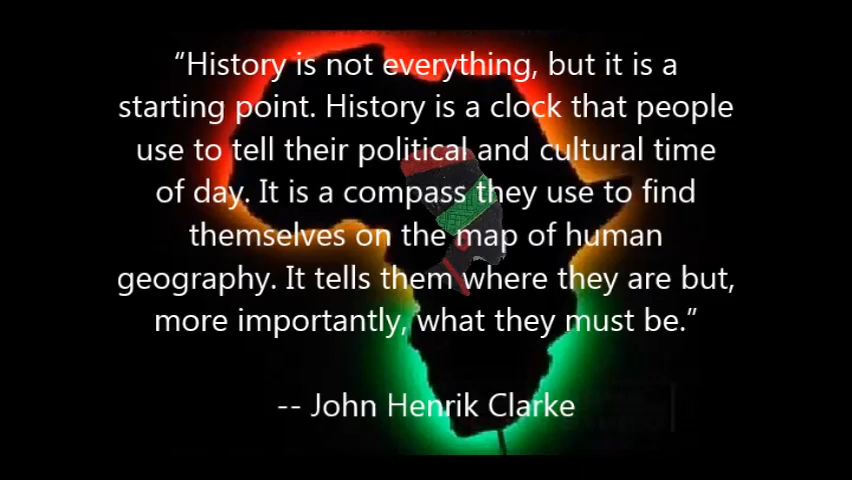 “History is not everything, but it is a
starting point. History is a clock that people
use to tell their political and cultural time
of day. It is a compass they use to find
themselves on the map of human
geography. It tells them where they are but,
more importantly, what they must be.”
-- John Henrik Clarke